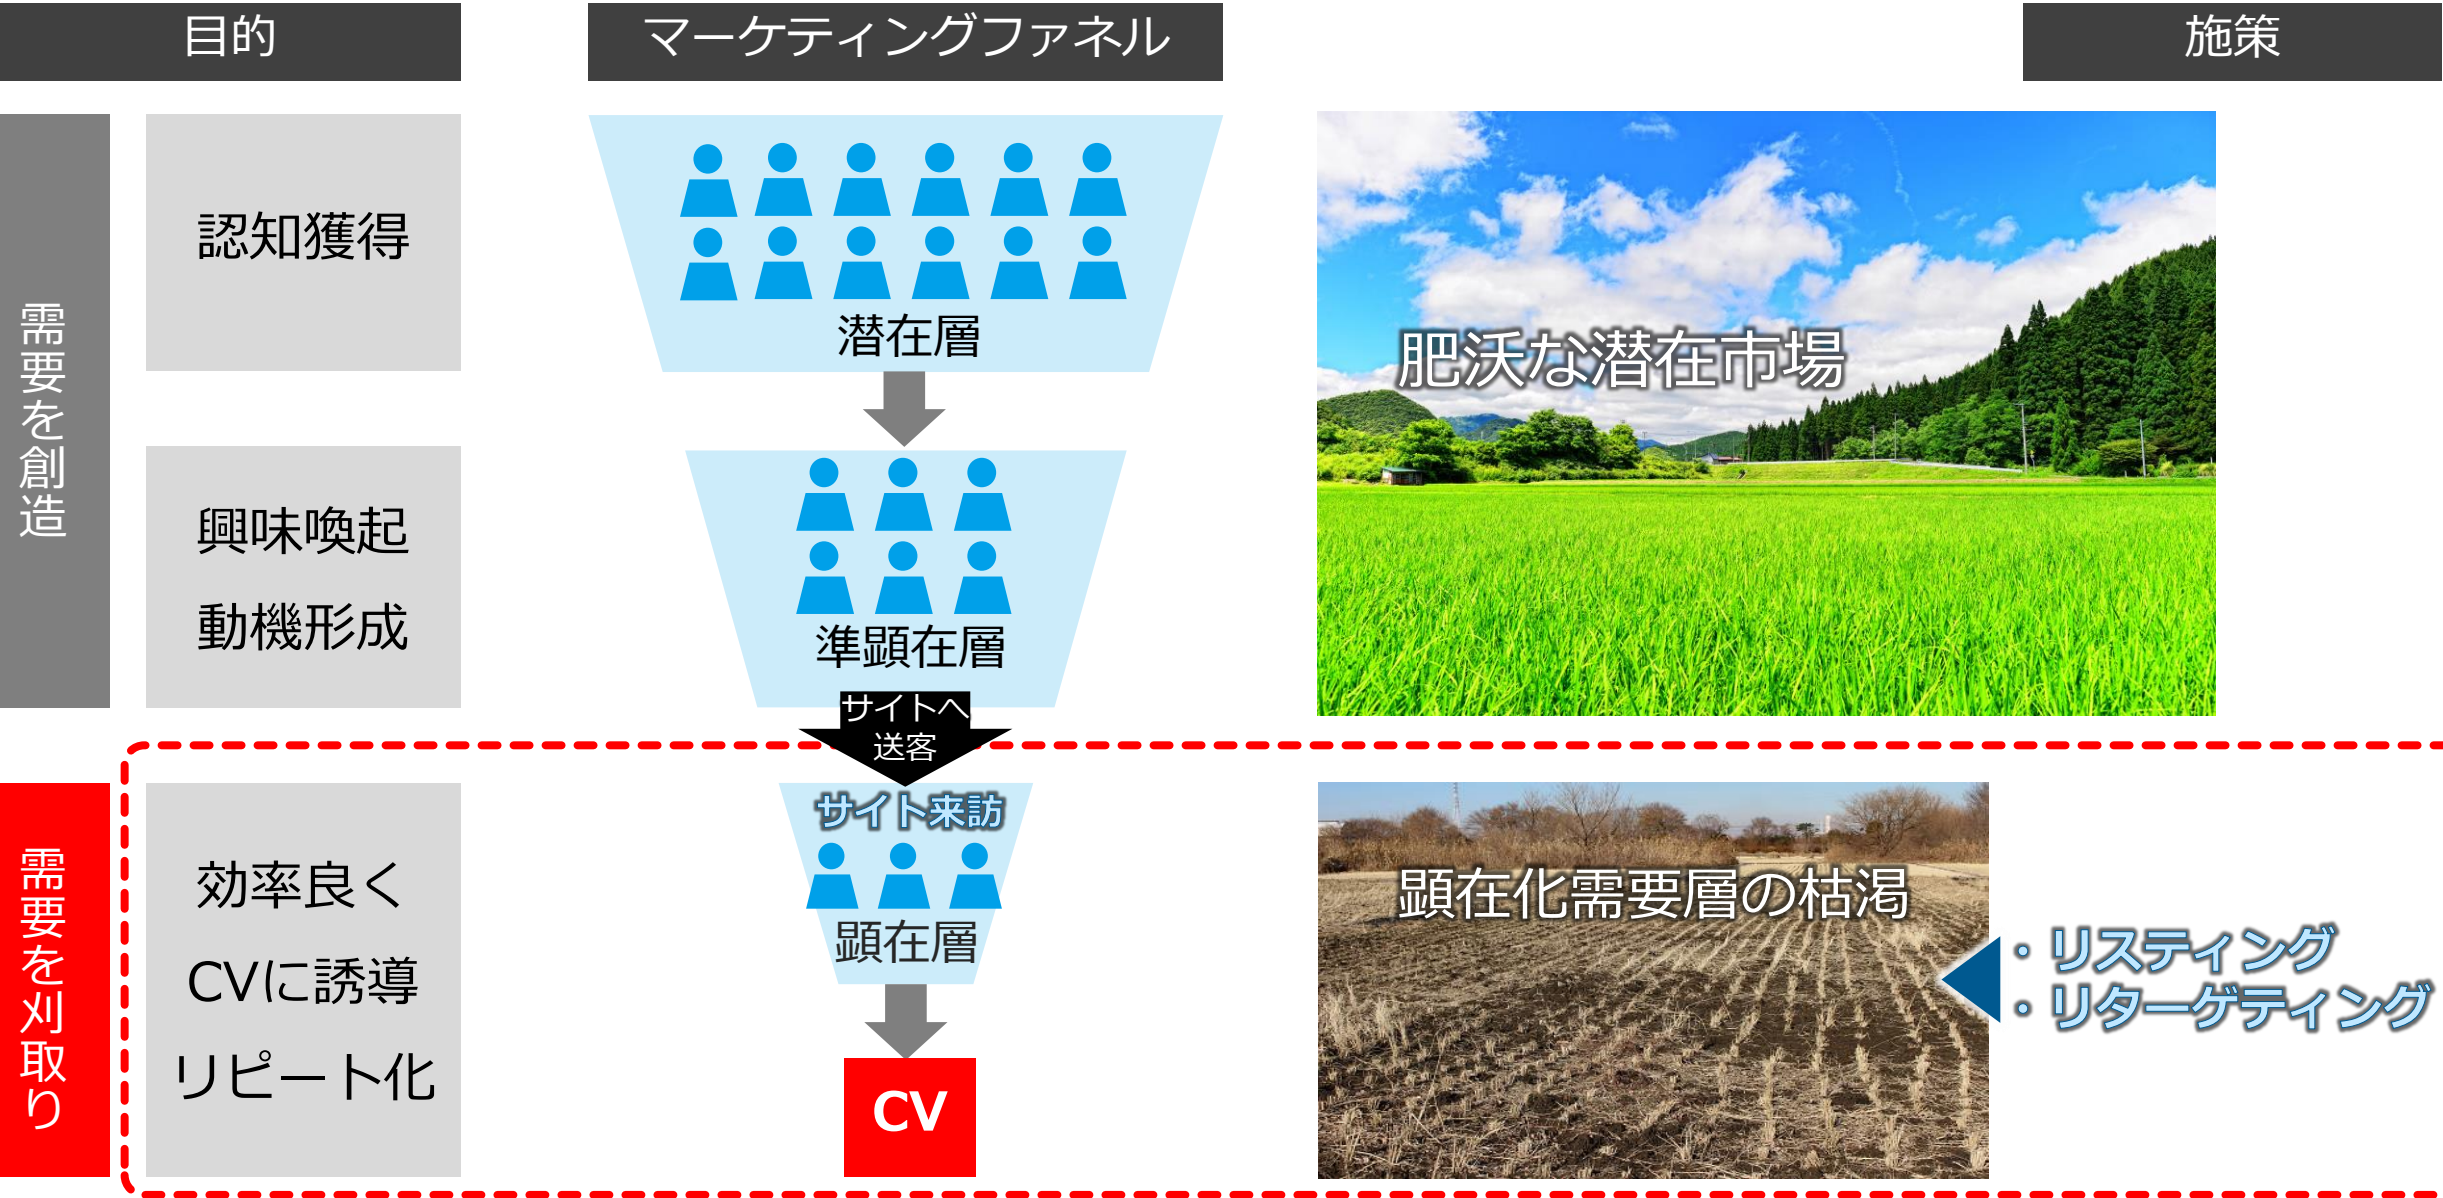 目的
マーケティングファネル
施策
需要を創造
認知獲得
潜在層
肥沃な潜在市場
興味喚起
動機形成
準顕在層
サイトへ
送客
需要を刈取り
効率良く
CVに誘導
リピート化
サイト来訪
顕在層
CV
顕在化需要層の枯渇
・リスティング
・リターゲティング